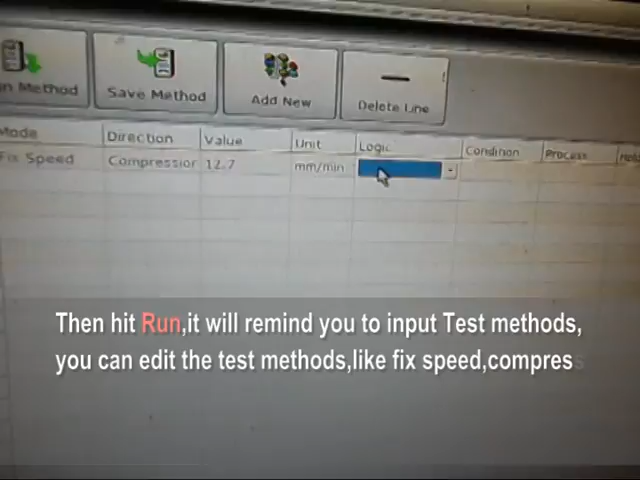 n Method
Save Method
Add New
Delete Line
Mode Direction Value Unit Logic Condition Process
Fix Speed Compression 12.7 mm/min
Then hit Run,it will remind you to input Test methods,
you can edit the test methods,like fix speed,compres